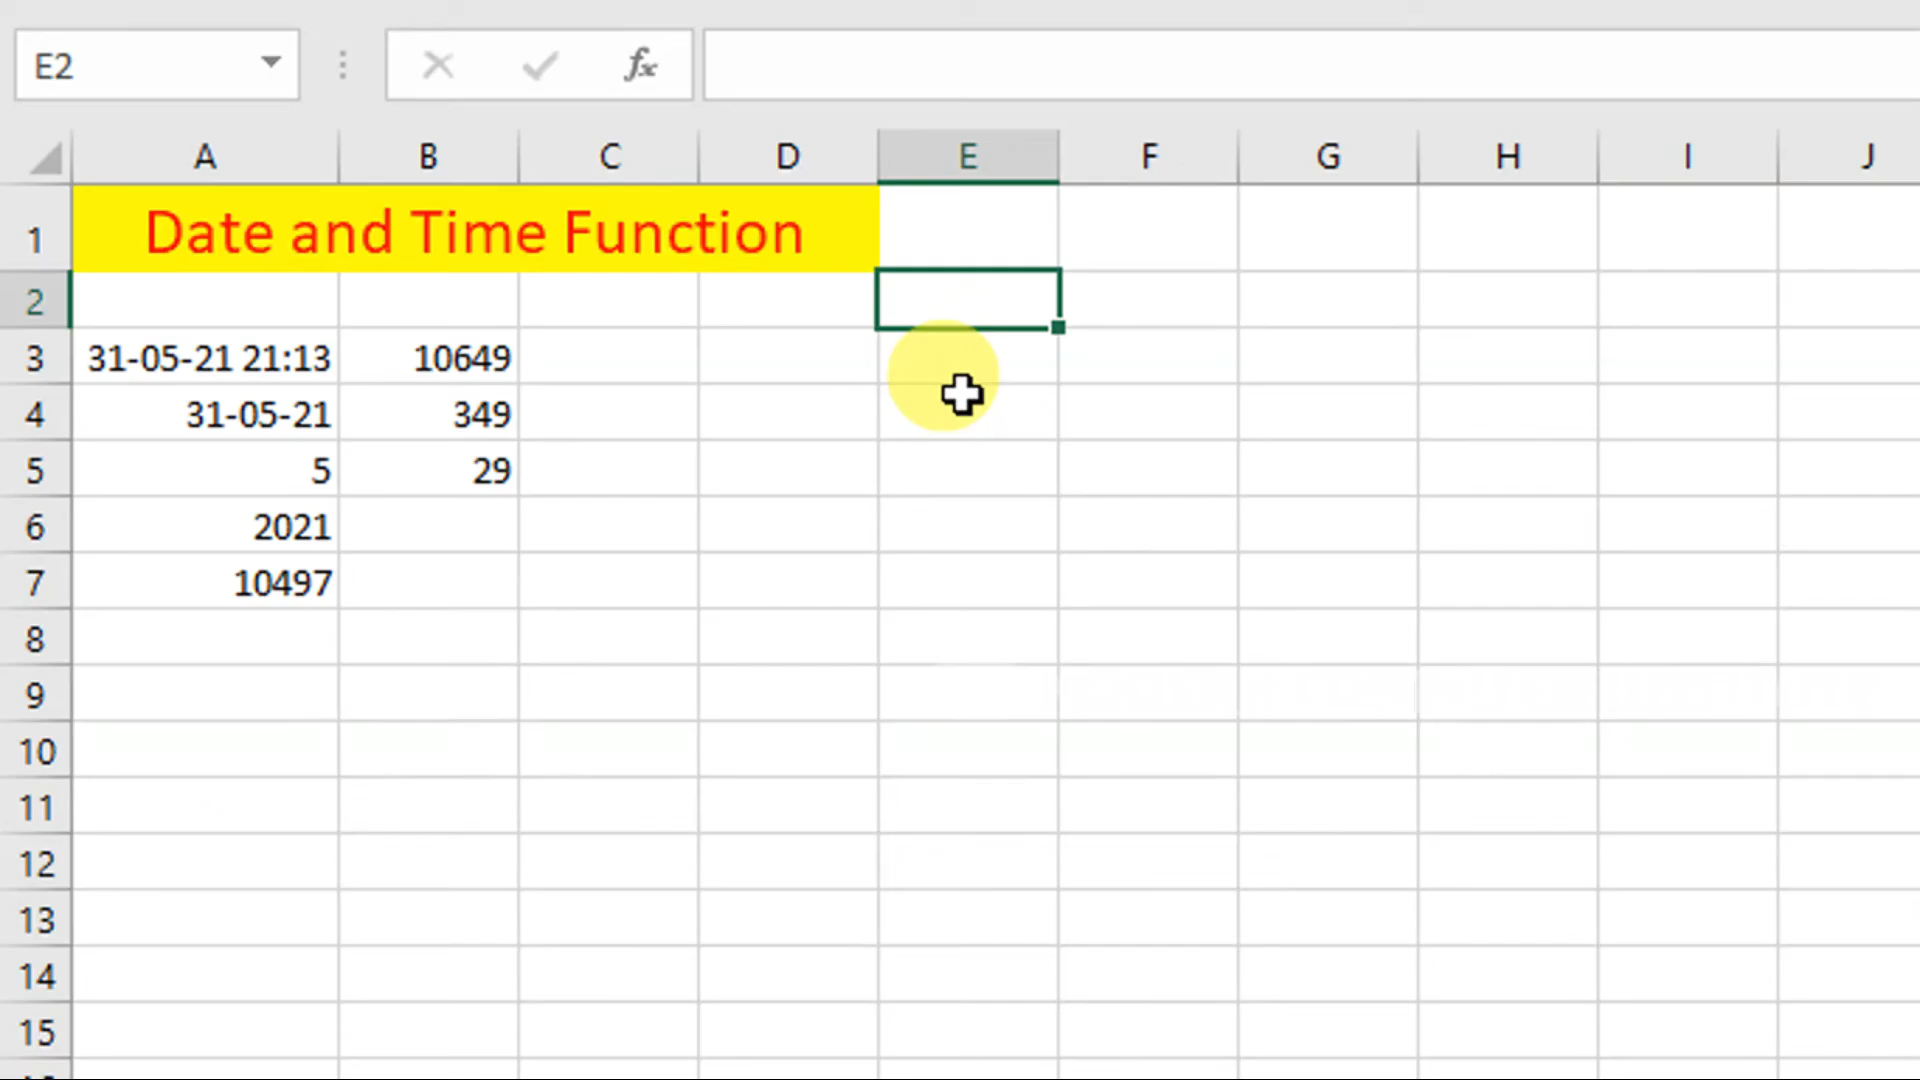 E2 fx
A B C D E F G H I J
1 Date and Time Function
2
3 31-05-21 21:13 10649
4 31-05-21 349
5 5 29
6 2021
7 10497
8
9
10
11
12
13
14
15